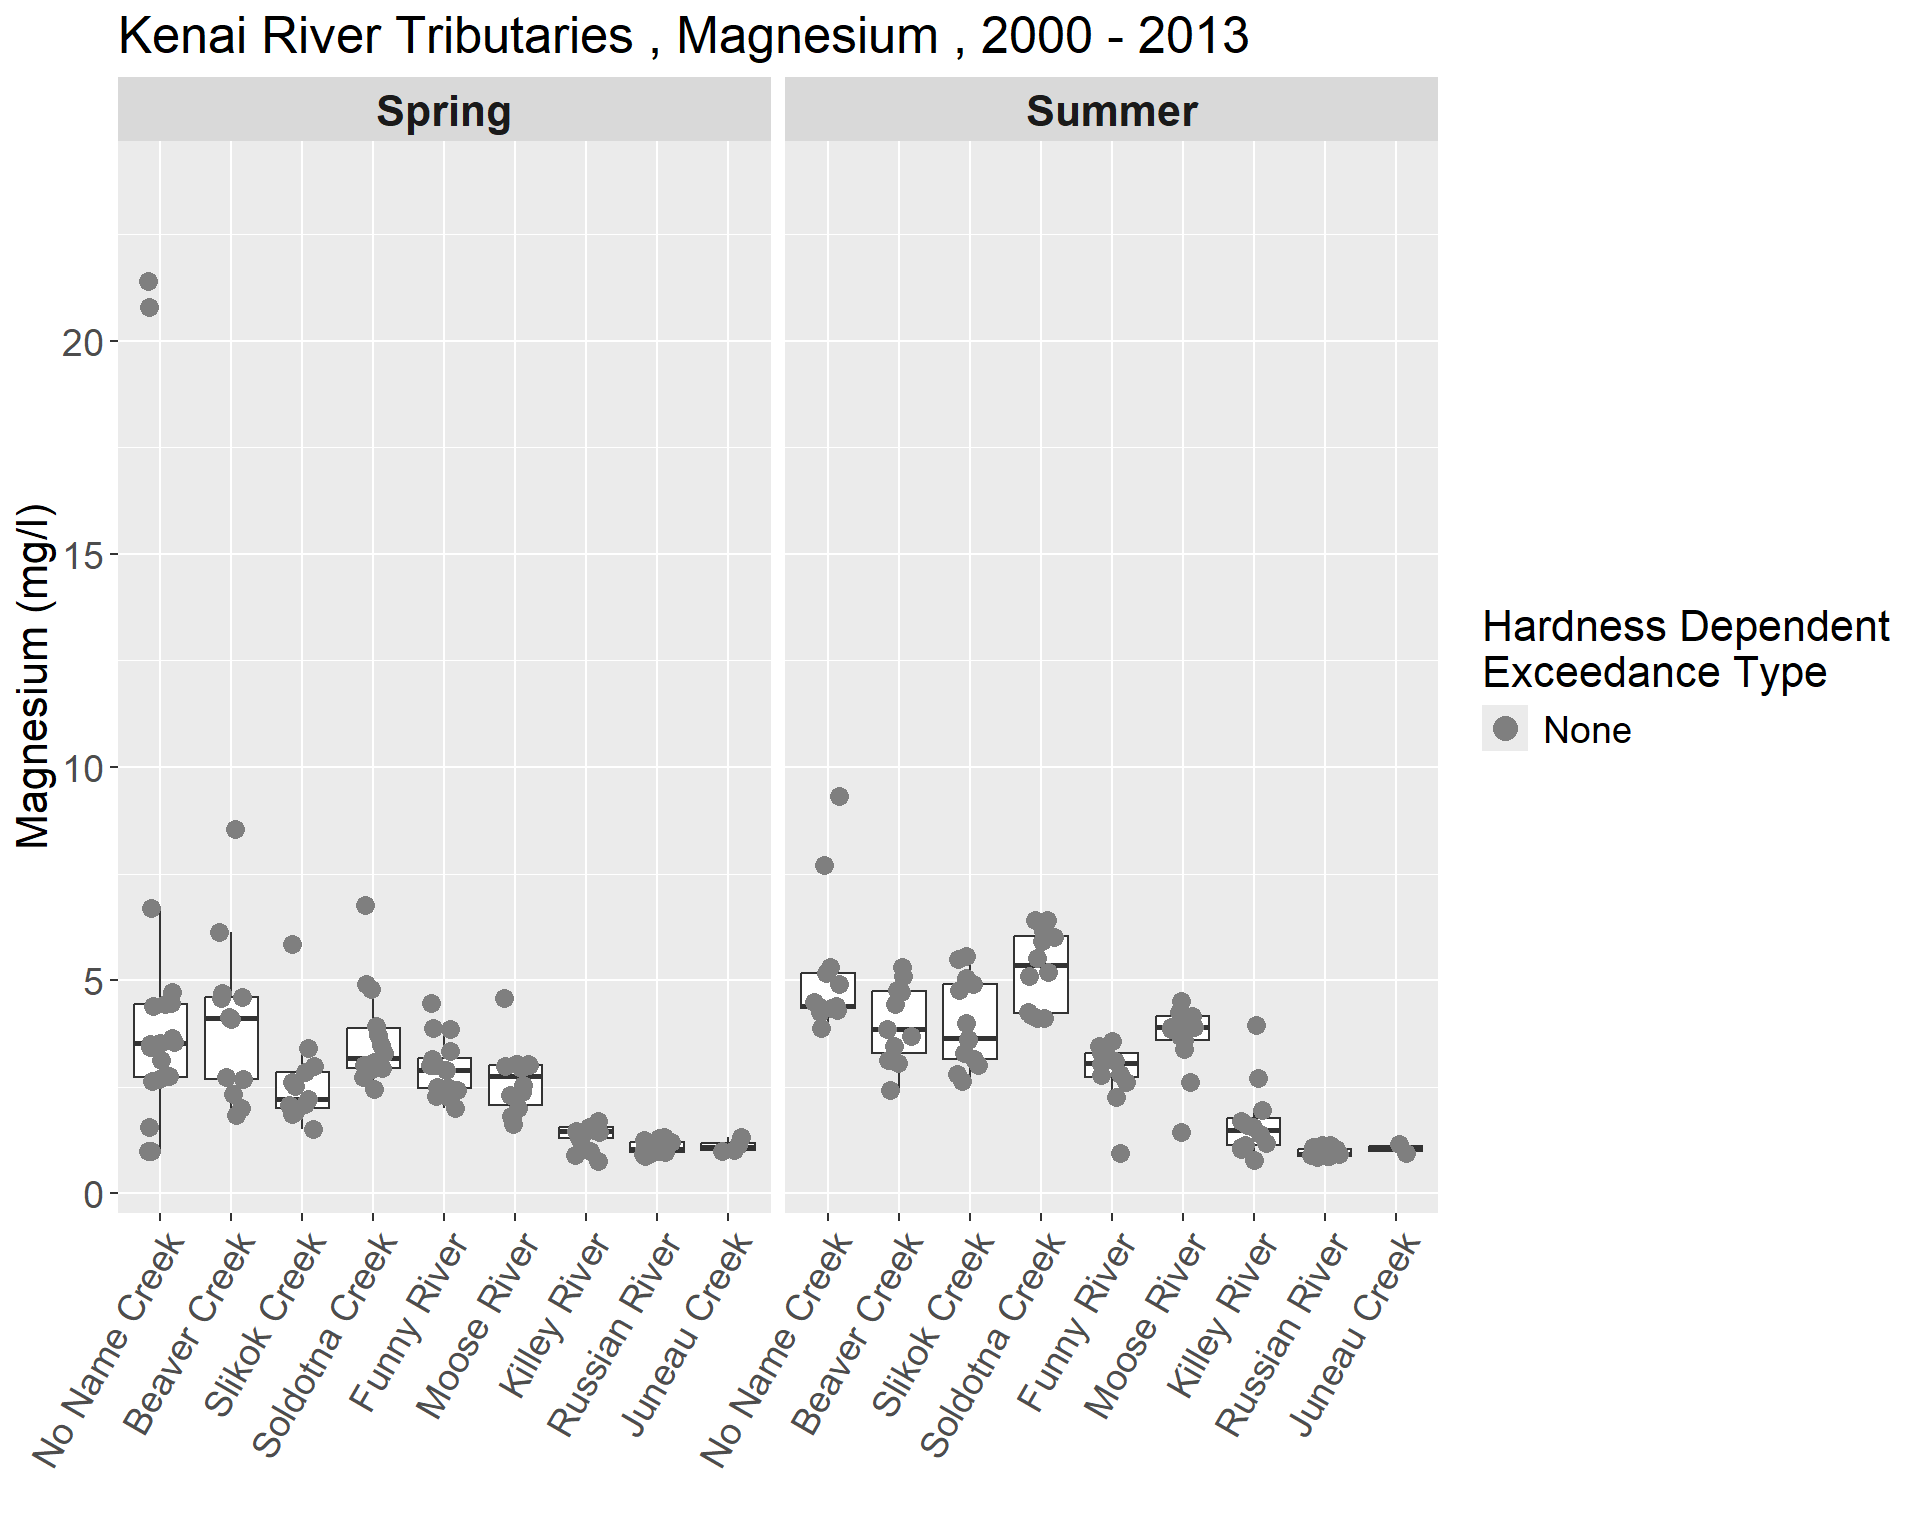 Kenai River Tributaries , Magnesium , 2000 - 2013
Spring
Summer
Magnesium (mg/l)
20
15
10
5
0
No Name Creek
Beaver Creek
Slikok Creek
Soldotna Creek
Funny River
Moose River
Killey River
Russian River
Juneau Creek
No Name Creek
Beaver Creek
Slikok Creek
Soldotna Creek
Funny River
Moose River
Killey River
Russian River
Juneau Creek
Hardness Dependent
Exceedance Type
None